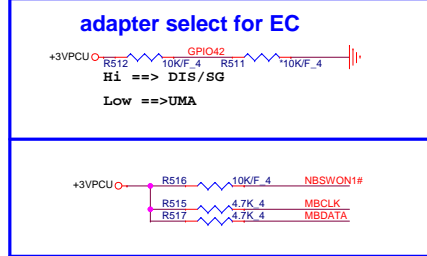 adapter select for EC
+3VPCU R512 10K/F_4 GPIO42 R511 *10K/F_4
Hi ==> DIS/SG
Low ==>UMA
+3VPCU R516 10K/F_4 NBSWON1#
R515 4.7K_4 MBCLK
R517 4.7K_4 MBDATA